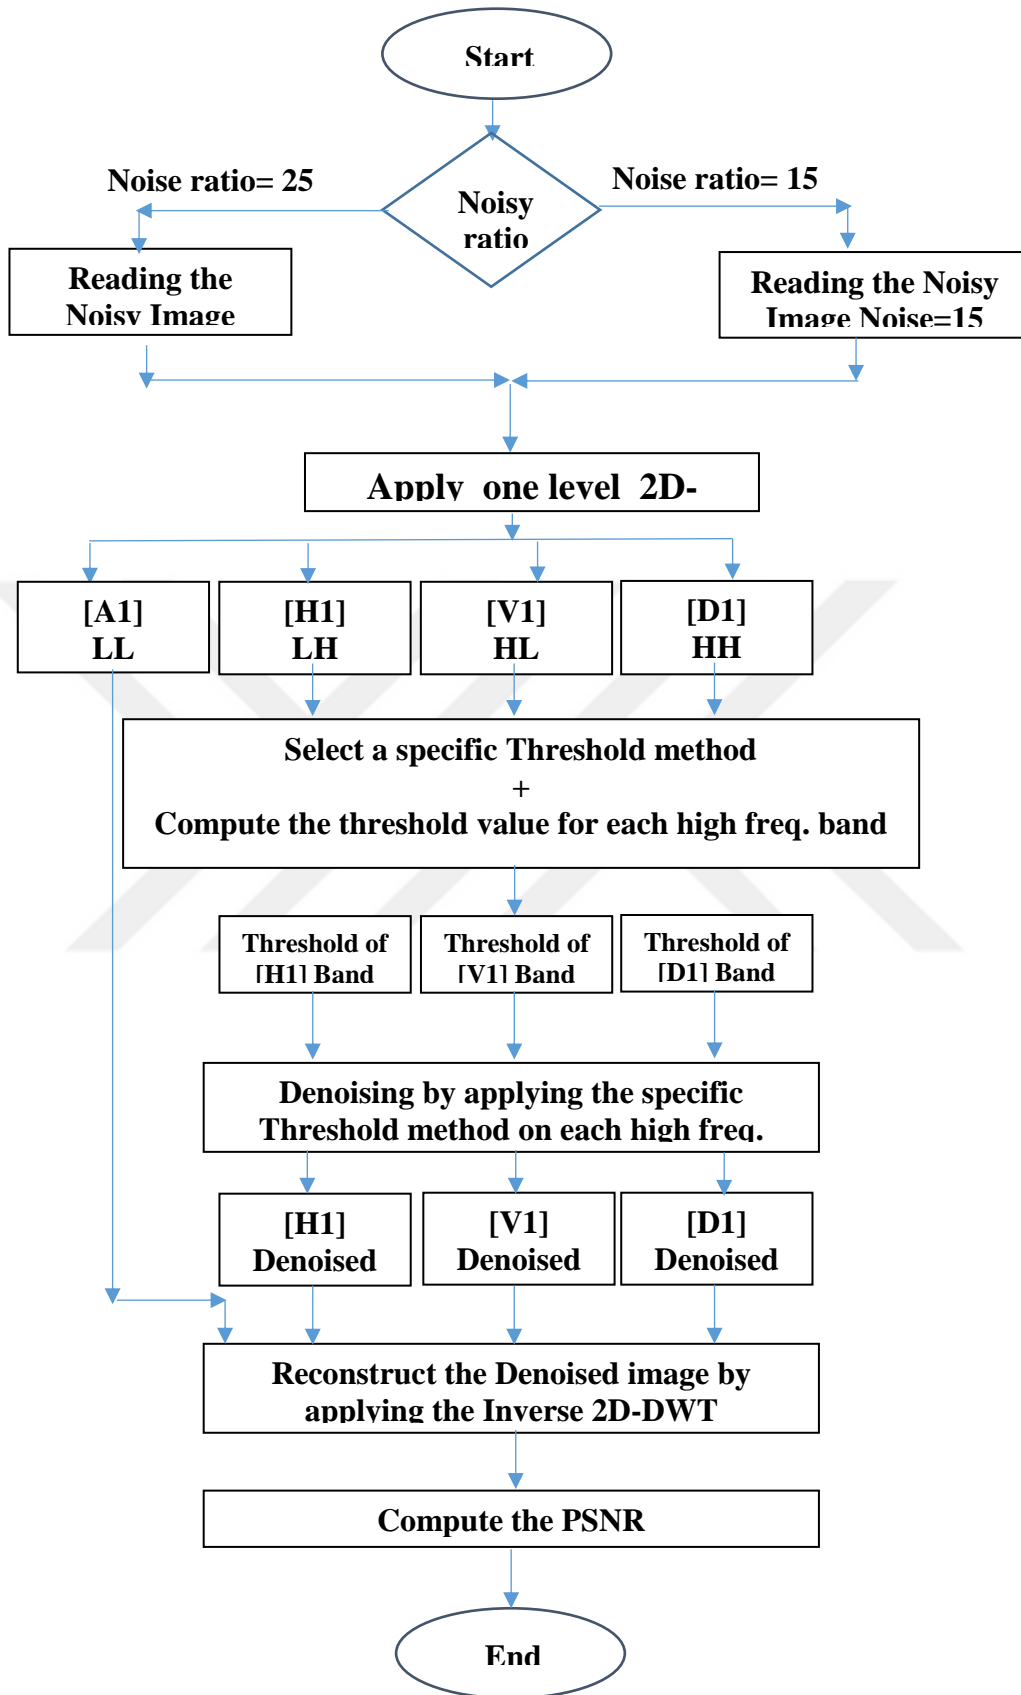 Start
Noise ratio= 25
Noise ratio= 15
Noisy
ratio
Reading the
Noisy Image
Reading the Noisy
Image Noise=15
Apply one level 2D-
[A1]
LL
[H1]
LH
[V1]
HL
[D1]
HH
Select a specific Threshold method
+
Compute the threshold value for each high freq. band
Threshold of
[H1] Band
Threshold of
[V1] Band
Threshold of
[D1] Band
Denoising by applying the specific
Threshold method on each high freq.
[H1]
Denoised
[V1]
Denoised
[D1]
Denoised
Reconstruct the Denoised image by
applying the Inverse 2D-DWT
Compute the PSNR
End